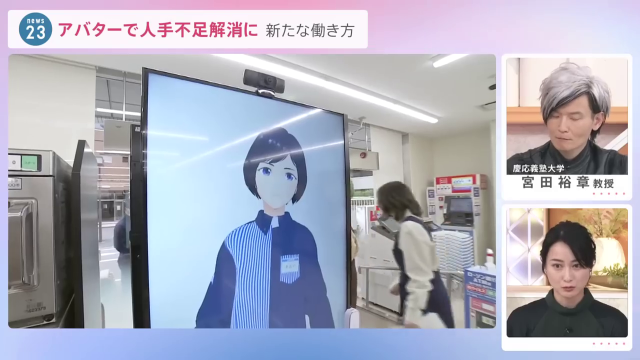 news
23
アバターで人手不足解消に 新たな働き方
慶応義塾大学
宮田裕章教授